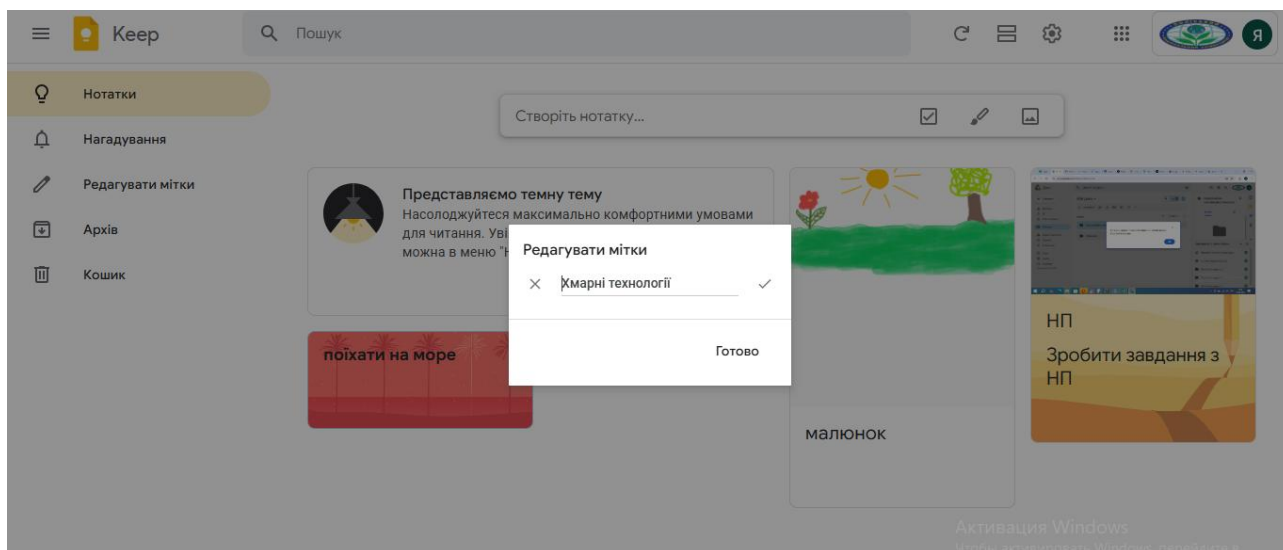 Keep
Пошук
Я
Нотатки
Нагадування
Редагувати мітки
Архів
Кошик
Створіть нотатку...
Представляємо темну тему
Насолоджуйтеся максимально комфортними умовами
для читання. Уві
можна в меню "Н
Редагувати мітки
Хмарні технології
Готово
поїхати на море
малюнок
НП
Зробити завдання з
НП
Активация Windows